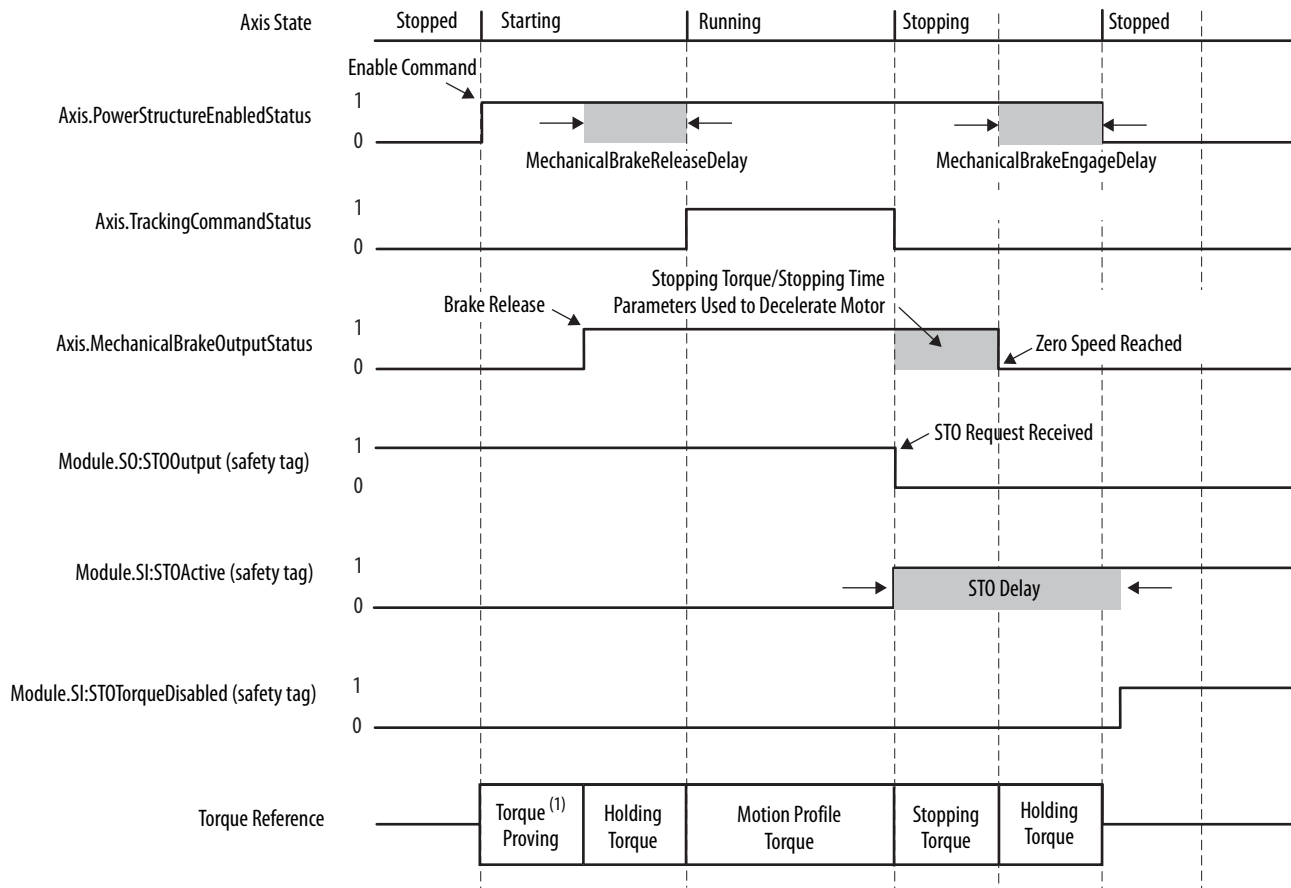 Axis State
Stopped
Starting
Running
Stopping
Stopped
Enable Command
Axis.PowerStructureEnabledStatus
1
0
MechanicalBrakeReleaseDelay
MechanicalBrakeEngageDelay
Axis.TrackingCommandStatus
1
0
Stopping Torque/Stopping Time
Parameters Used to Decelerate Motor
Brake Release
Axis.MechanicalBrakeOutputStatus
1
0
Zero Speed Reached
STO Request Received
Module.SO:STOOutput (safety tag)
1
0
Module.SI:STOActive (safety tag)
1
0
STO Delay
Module.SI:STOTorqueDisabled (safety tag)
1
0
Torque Reference
Torque (1)
Proving
Holding
Torque
Motion Profile
Torque
Stopping
Torque
Holding
Torque